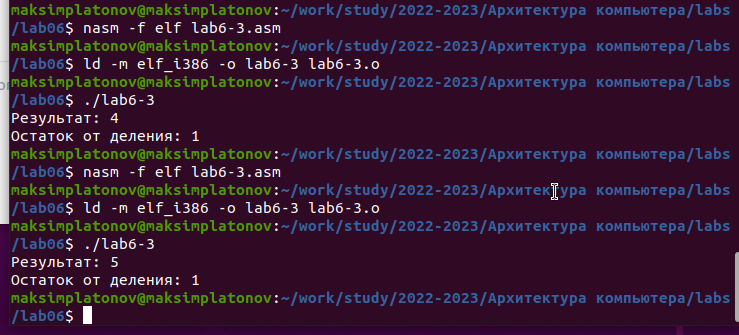 maksimplatonov@maksimplatonov:~/work/study/2022-2023/Архитектура компьютера/labs
/lab06$ nasm -f elf lab6-3.asm
maksimplatonov@maksimplatonov:~/work/study/2022-2023/Архитектура компьютера/labs
/lab06$ ld -m elf_i386 -o lab6-3 lab6-3.o
maksimplatonov@maksimplatonov:~/work/study/2022-2023/Архитектура компьютера/labs
/lab06$ ./lab6-3
Результат: 4
Остаток от деления: 1
maksimplatonov@maksimplatonov:~/work/study/2022-2023/Архитектура компьютера/labs
/lab06$ nasm -f elf lab6-3.asm
maksimplatonov@maksimplatonov:~/work/study/2022-2023/Архитектура компьютера/labs
/lab06$ ld -m elf_i386 -o lab6-3 lab6-3.o
maksimplatonov@maksimplatonov:~/work/study/2022-2023/Архитектура компьютера/labs
/lab06$ ./lab6-3
Результат: 5
Остаток от деления: 1
maksimplatonov@maksimplatonov:~/work/study/2022-2023/Архитектура компьютера/labs
/lab06$